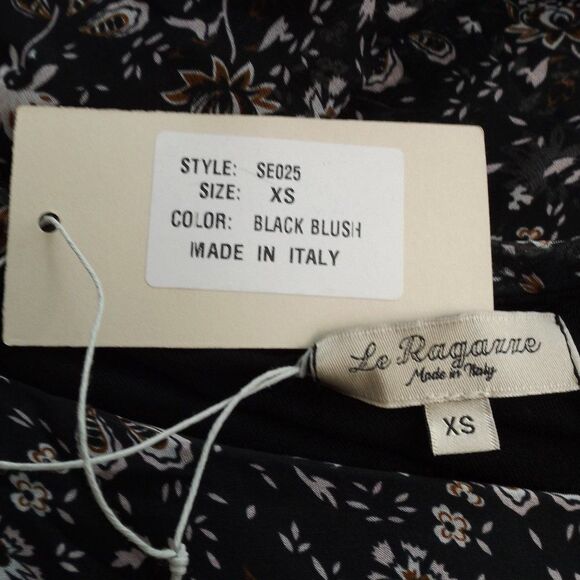 STYLE: SE025
SIZE: XS
COLOR: BLACK BLUSH
MADE IN ITALY
Le Ragazze
Made in Italy
XS